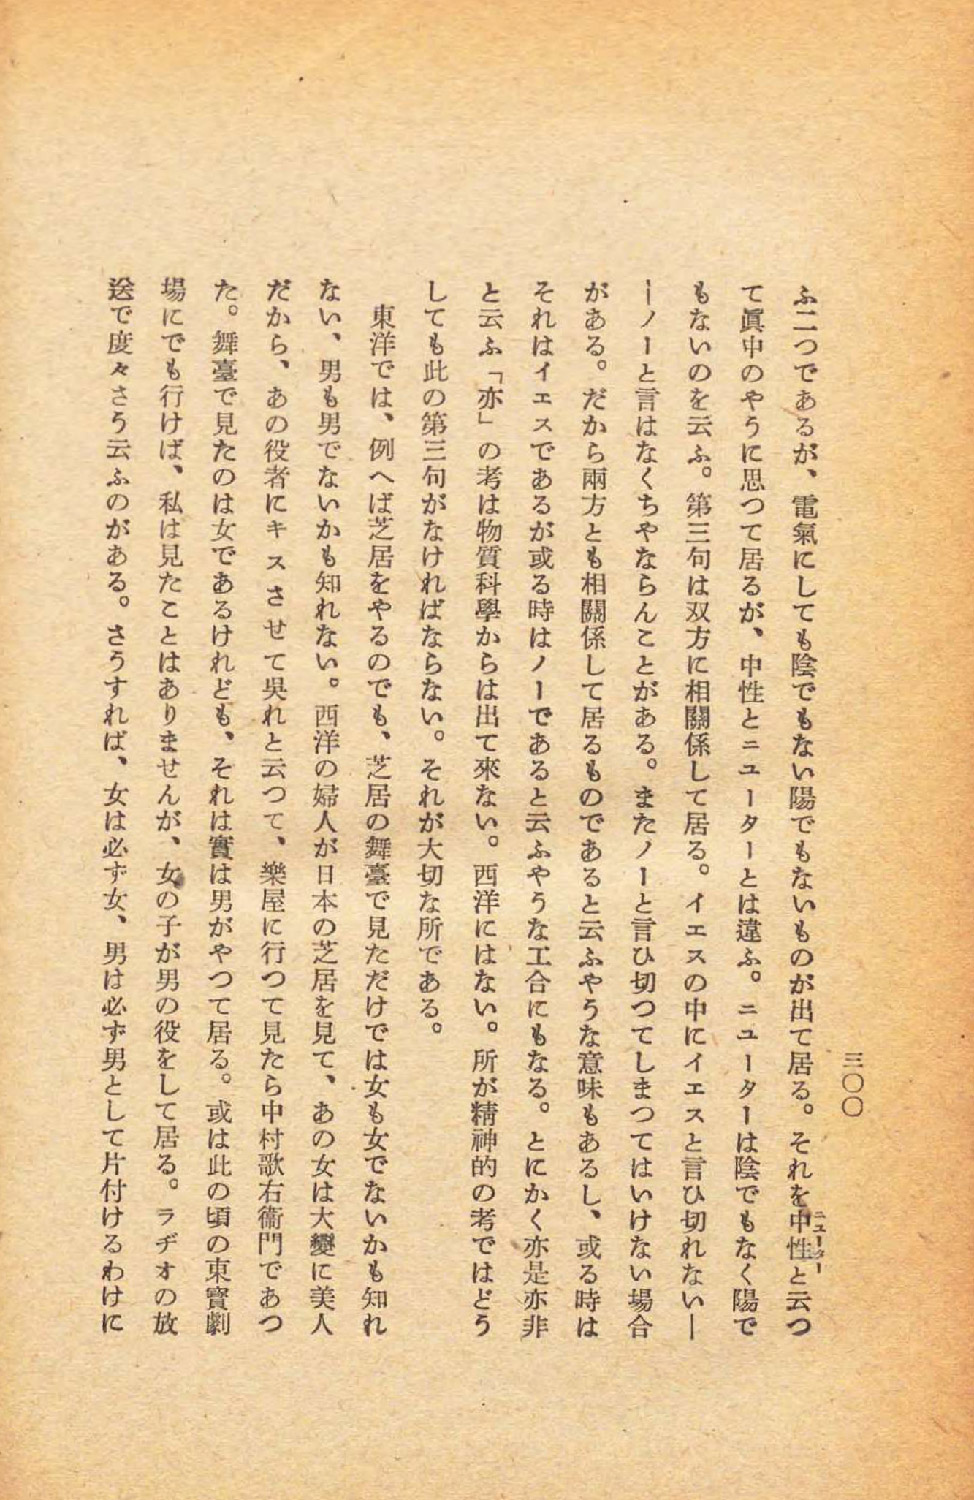 三〇〇
ふ二つであるが、電氣にしても陰でもない陽でもないものが出て居る。それを中性と云つ
ニューター
て眞中のやうに思つて居るが、中性とニューターとは違ふ。ニューターは陰でもなく陽で
もないのを云ふ。第三句は双方に相關係して居る。イエスの中にイエスと言ひ切れない―
―ノーと言はなくちやならんことがある。またノーと言ひ切つてしまつてはいけない場合
がある。だから兩方とも相關係して居るものであると云ふやうな意味もあるし、或る時は
それはイエスであるが或る時はノーであると云ふやうな工合にもなる。とにかく亦是亦非
と云ふ「亦」の考は物質科學からは出て來ない。西洋にはない。所が精神的の考ではどう
しても此の第三句がなければならない。それが大切な所である。
東洋では、例へば芝居をやるのでも、芝居の舞臺で見ただけでは女も女でないかも知れ
ない、男も男でないかも知れない。西洋の婦人が日本の芝居を見て、あの女は大變に美人
だから、あの役者にキスさせて吳れと云つて、樂屋に行つて見たら中村歌右衞門であつ
た。舞臺で見たのは女であるけれども、それは實は男がやつて居る。或は此の頃の東寳劇
場にでも行けば、私は見たことはありませんが、女の子が男の役をして居る。ラヂオの放
送で度々さう云ふのがある。さうすれば、女は必ず女、男は必ず男として片付けるわけに